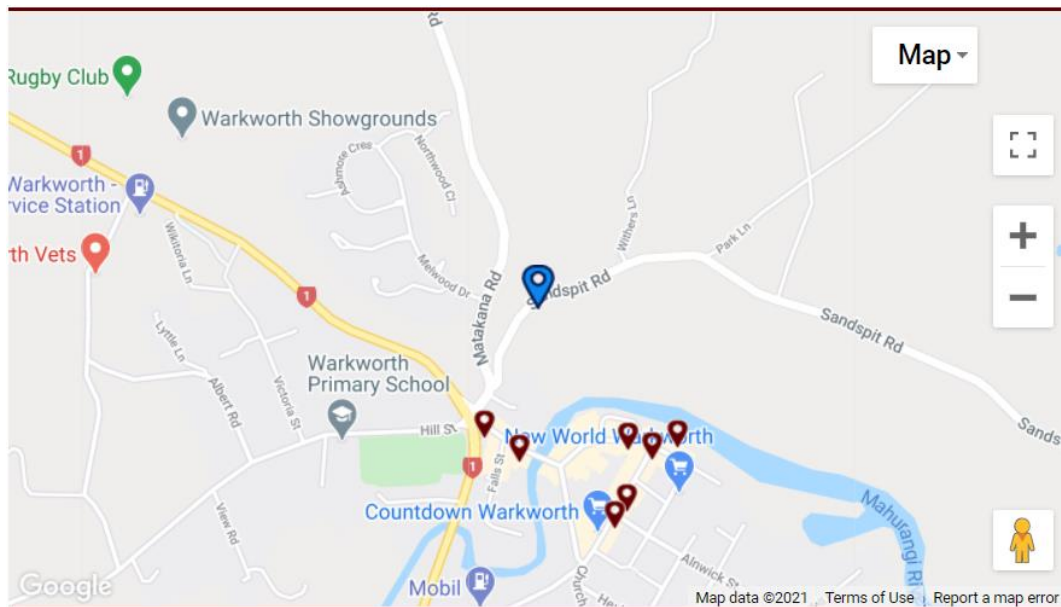 Rd
Map
Rugby Club
Warkworth Showgrounds
Ashmore Cres
Northwood Cl
1
Warkworth -
rvice Station
Withers Ln
Park Ln
Wikitoria Ln
rth Vets
Melwood Dr
Matakana Rd
Sandspit Rd
1
Sandspit Rd
Lyttle Ln
Albert Rd
Victoria St
Warkworth
Primary School
Sands
Hill St
New World Warkworth
Falls St
1
Countdown Warkworth
Mahurangi Ri
View Rd
Alnwick St
Church
Mobil
Google
Map data ©2021
Terms of Use
Report a map error